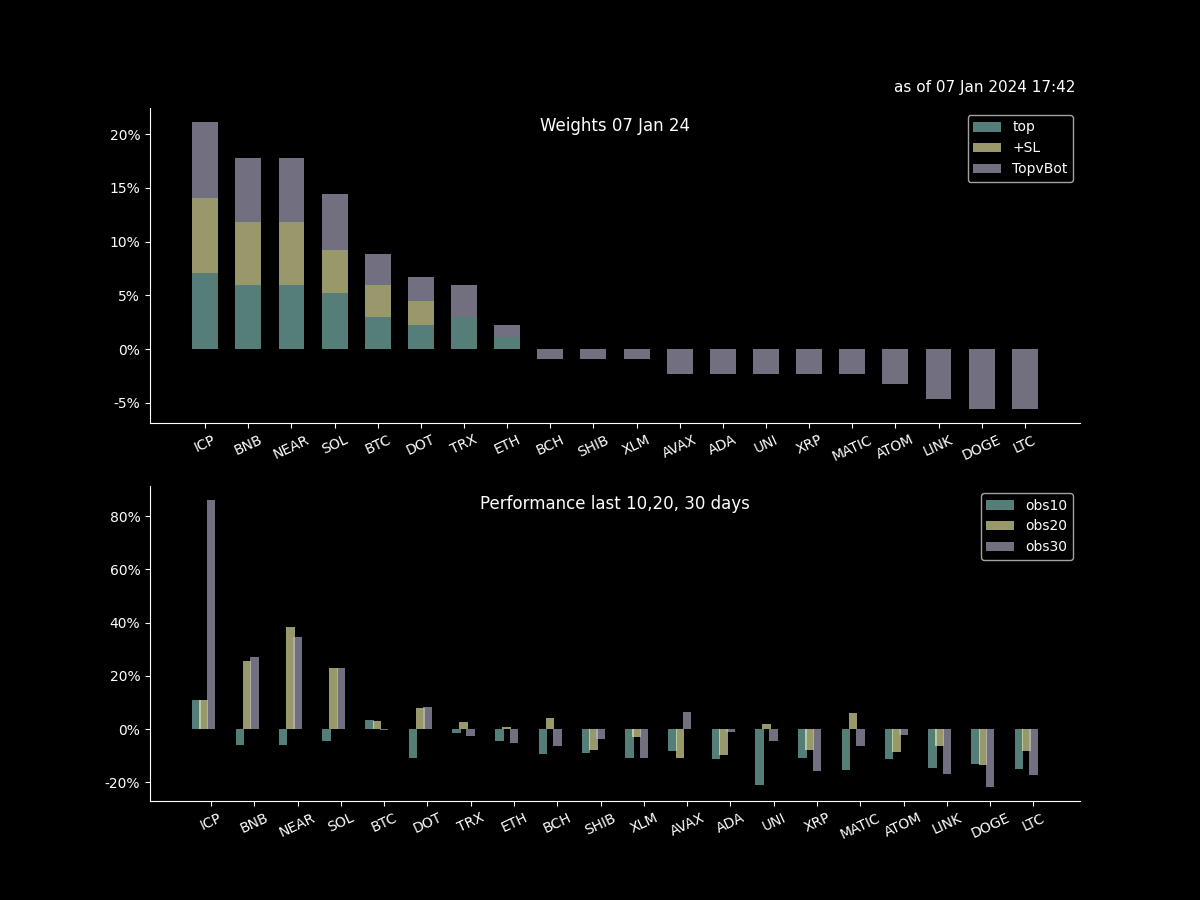 as of 07 Jan 2024 17:42
Weights 07 Jan 24
top
+SL
TopvBot
20%
15%
10%
5%
0%
-5%
ICP BNB NEAR SOL BTC DOT TRX ETH BCH SHIB XLM AVAX ADA UNI XRP MATIC ATOM LINK DOGE LTC
Performance last 10,20, 30 days
obs10
obs20
obs30
80%
60%
40%
20%
0%
-20%
ICP BNB NEAR SOL BTC DOT TRX ETH BCH SHIB XLM AVAX ADA UNI XRP MATIC ATOM LINK DOGE LTC